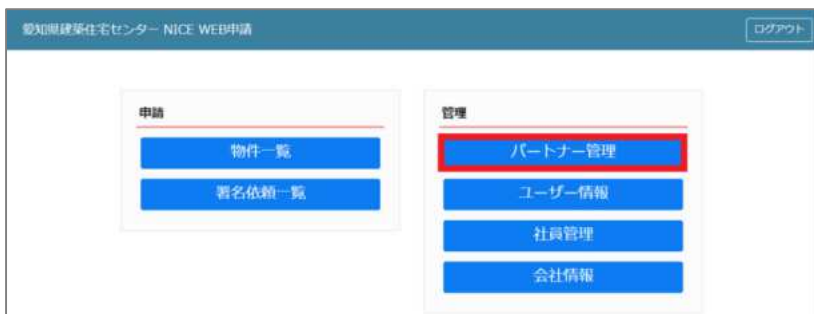 愛知県建築住宅センター NICE WEB申請
ログアウト
申請
物件一覧
署名依頼一覧
管理
パートナー管理
ユーザー情報
社員管理
会社情報